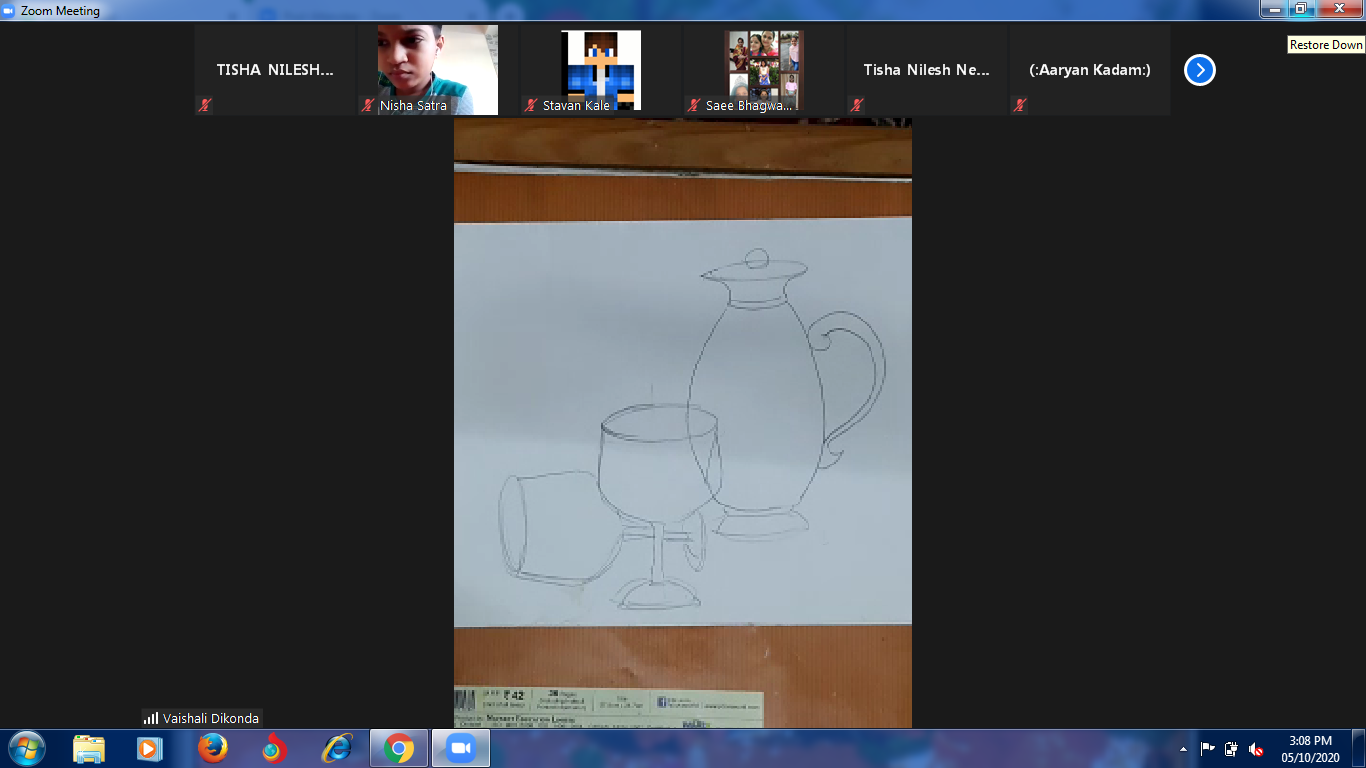 Zoom Meeting
Restore Down
TISHA NILESH...
Nisha Satra
Stavan Kale
Saee Bhagwa...
Tisha Nilesh Ne...
(:Aaryan Kadam:)
₹ 42
Vaishali Dikonda
3:08 PM
05/10/2020